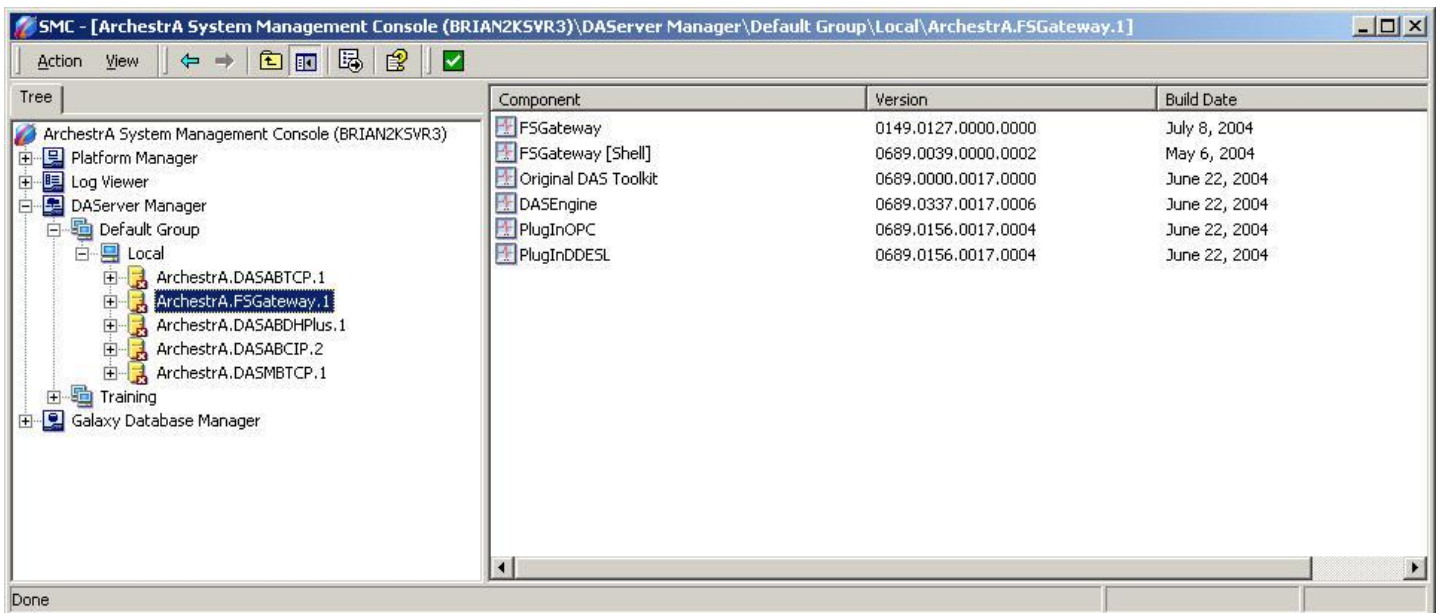 SMC - [ArchestrA System Management Console (BRIAN2KSVR3)\DAServer Manager\Default Group\Local\ArchestrA.FSGateway.1]
Action View
Tree
ArchestrA System Management Console (BRIAN2KSVR3)
Platform Manager
Log Viewer
DAServer Manager
Default Group
Local
ArchestrA.DASABTCP.1
ArchestrA.FSGateway.1
ArchestrA.DASABDHPlus.1
ArchestrA.DASABCIP.2
ArchestrA.DASMBTCP.1
Training
Galaxy Database Manager
Component Version Build Date
FSGateway 0149.0127.0000.0000 July 8, 2004
FSGateway [Shell] 0689.0039.0000.0002 May 6, 2004
Original DAS Toolkit 0689.0000.0017.0000 June 22, 2004
DASEngine 0689.0337.0017.0006 June 22, 2004
PlugInOPC 0689.0156.0017.0004 June 22, 2004
PlugInDDESL 0689.0156.0017.0004 June 22, 2004
Done